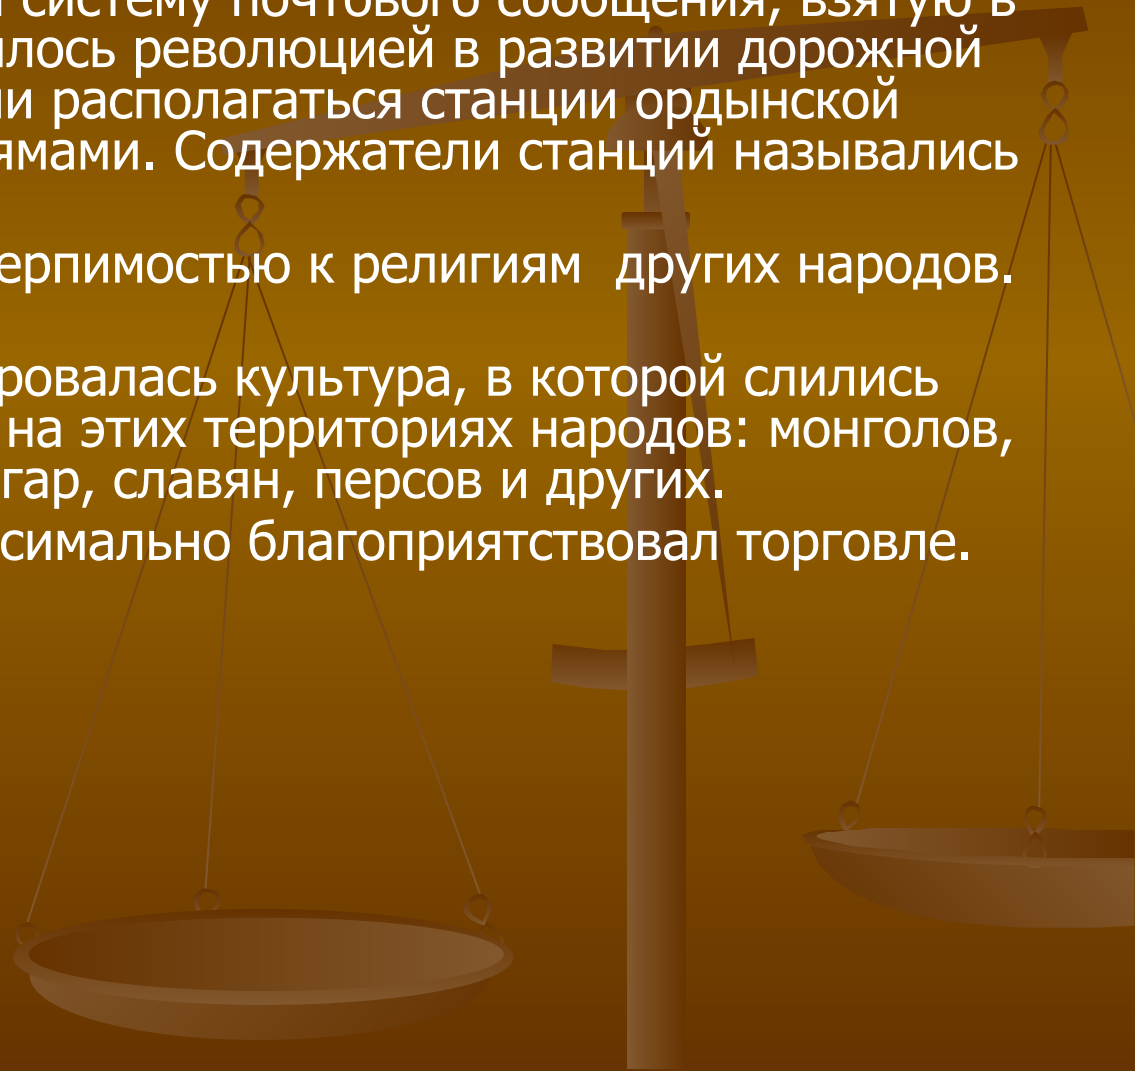 систему почтового сообщения, взятую в
илось революцией в развитии дорожной
ли располагаться станции ордынской
ямами. Содержатели станций назывались
ерпимостью к религиям других народов.
ровалась культура, в которой слились
на этих территориях народов: монголов,
гар, славян, персов и других.
симально благоприятствовал торговле.